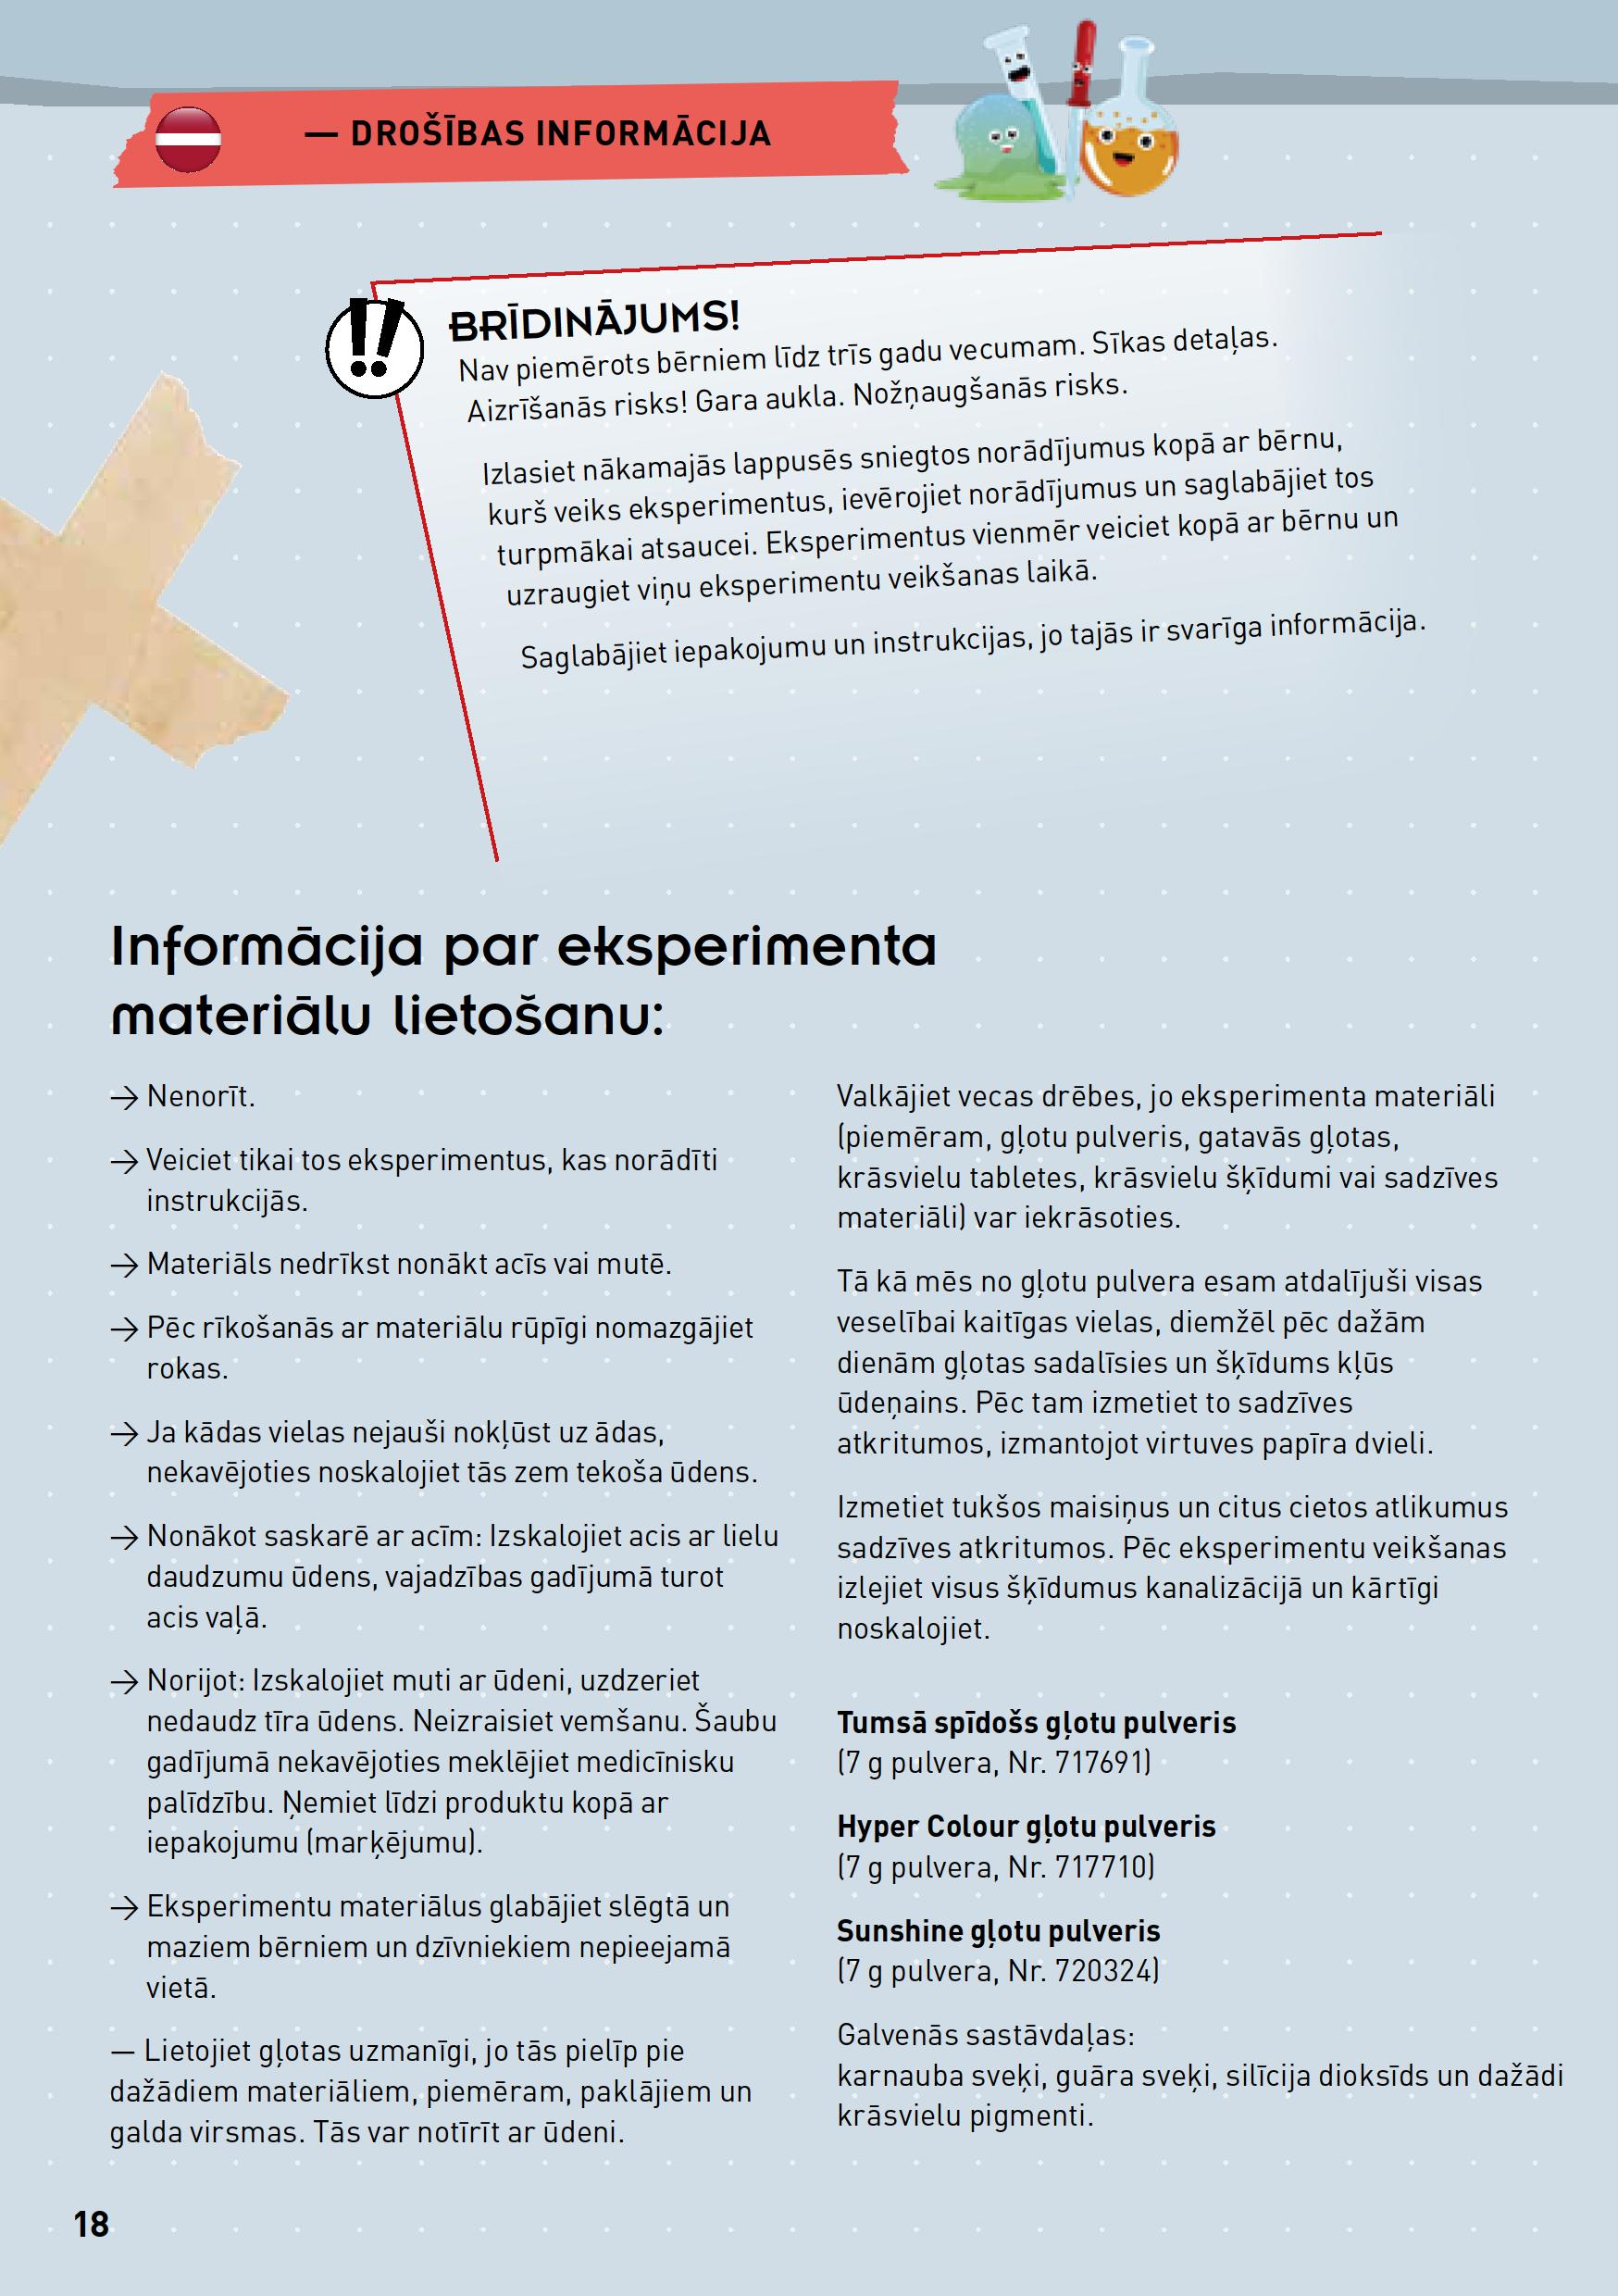 — DROŠĪBAS INFORMĀCIJA
BRĪDINĀJUMS!
Nav piemērots bērniem līdz trīs gadu vecumam. Sīkas detaļas.
Aizrīšanās risks! Gara aukla. Nožņaugšanās risks.
Izlasiet nākamajās lappusēs sniegtos norādījumus kopā ar bērnu,
kurš veiks eksperimentus, ievērojiet norādījumus un saglabājiet tos
turpmākai atsaucei. Eksperimentus vienmēr veiciet kopā ar bērnu un
uzraugiet viņu eksperimentu veikšanas laikā.
Saglabājiet iepakojumu un instrukcijas, jo tajās ir svarīga informācija.
Informācija par eksperimenta
materiālu lietošanu:
→ Nenorīt.
→ Veiciet tikai tos eksperimentus, kas norādīti
instrukcijās.
→ Materiāls nedrīkst nonākt acīs vai mutē.
→ Pēc rīkošanās ar materiālu rūpīgi nomazgājiet
rokas.
→ Ja kādas vielas nejauši nokļūst uz ādas,
nekavējoties noskalojiet tās zem tekoša ūdens.
→ Nonākot saskarē ar acīm: Izskalojiet acis ar lielu
daudzumu ūdens, vajadzības gadījumā turot
acis vaļā.
→ Norijot: Izskalojiet muti ar ūdeni, uzdzeriet
nedaudz tīra ūdens. Neizraisiet vemšanu. Šaubu
gadījumā nekavējoties meklējiet medicīnisku
palīdzību. Ņemiet līdzi produktu kopā ar
iepakojumu (marķējumu).
→ Eksperimentu materiālus glabājiet slēgtā un
maziem bērniem un dzīvniekiem nepieejamā
vietā.
— Lietojiet gļotas uzmanīgi, jo tās pielīp pie
dažādiem materiāliem, piemēram, paklājiem un
galda virsmas. Tās var notīrīt ar ūdeni.
Valkājiet vecas drēbes, jo eksperimenta materiāli
(piemēram, gļotu pulveris, gatavās gļotas,
krāsvielu tabletes, krāsvielu šķīdumi vai sadzīves
materiāli) var iekrāsoties.
Tā kā mēs no gļotu pulvera esam atdalījuši visas
veselībai kaitīgas vielas, diemžēl pēc dažām
dienām gļotas sadalīsies un šķīdums kļūs
ūdeņains. Pēc tam izmetiet to sadzīves
atkritumos, izmantojot virtuves papīra dvieli.
Izmetiet tukšos maisiņus un citus cietos atlikumus
sadzīves atkritumos. Pēc eksperimentu veikšanas
izlejiet visus šķīdumus kanalizācijā un kārtīgi
noskalojiet.
Tumsā spīdošs gļotu pulveris
(7 g pulvera, Nr. 717691)
Hyper Colour gļotu pulveris
(7 g pulvera, Nr. 717710)
Sunshine gļotu pulveris
(7 g pulvera, Nr. 720324)
Galvenās sastāvdaļas:
karnauba sveķi, guāra sveķi, silīcija dioksīds un dažādi
krāsvielu pigmenti.
18